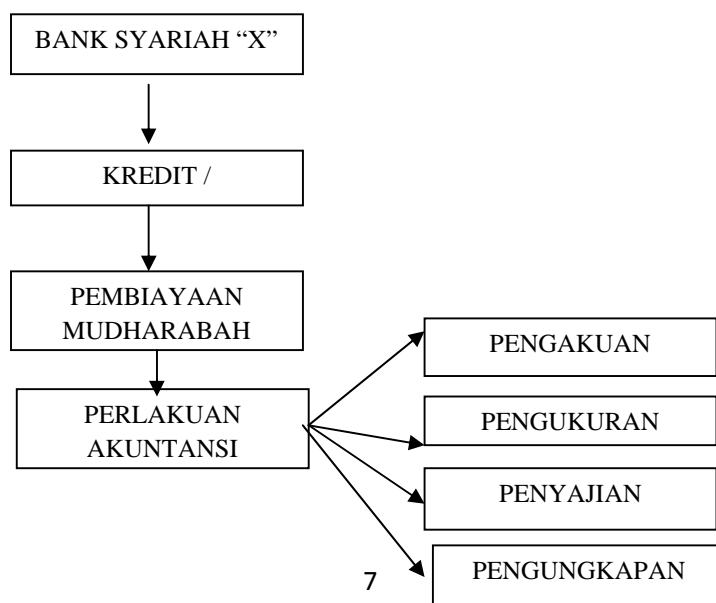 BANK SYARIAH “X”
KREDIT /
PEMBIAYAAN
MUDHARABAH
PERLAKUAN
AKUNTANSI
PENGAKUAN
PENGUKURAN
PENYAJIAN
PENGUNGKAPAN
7